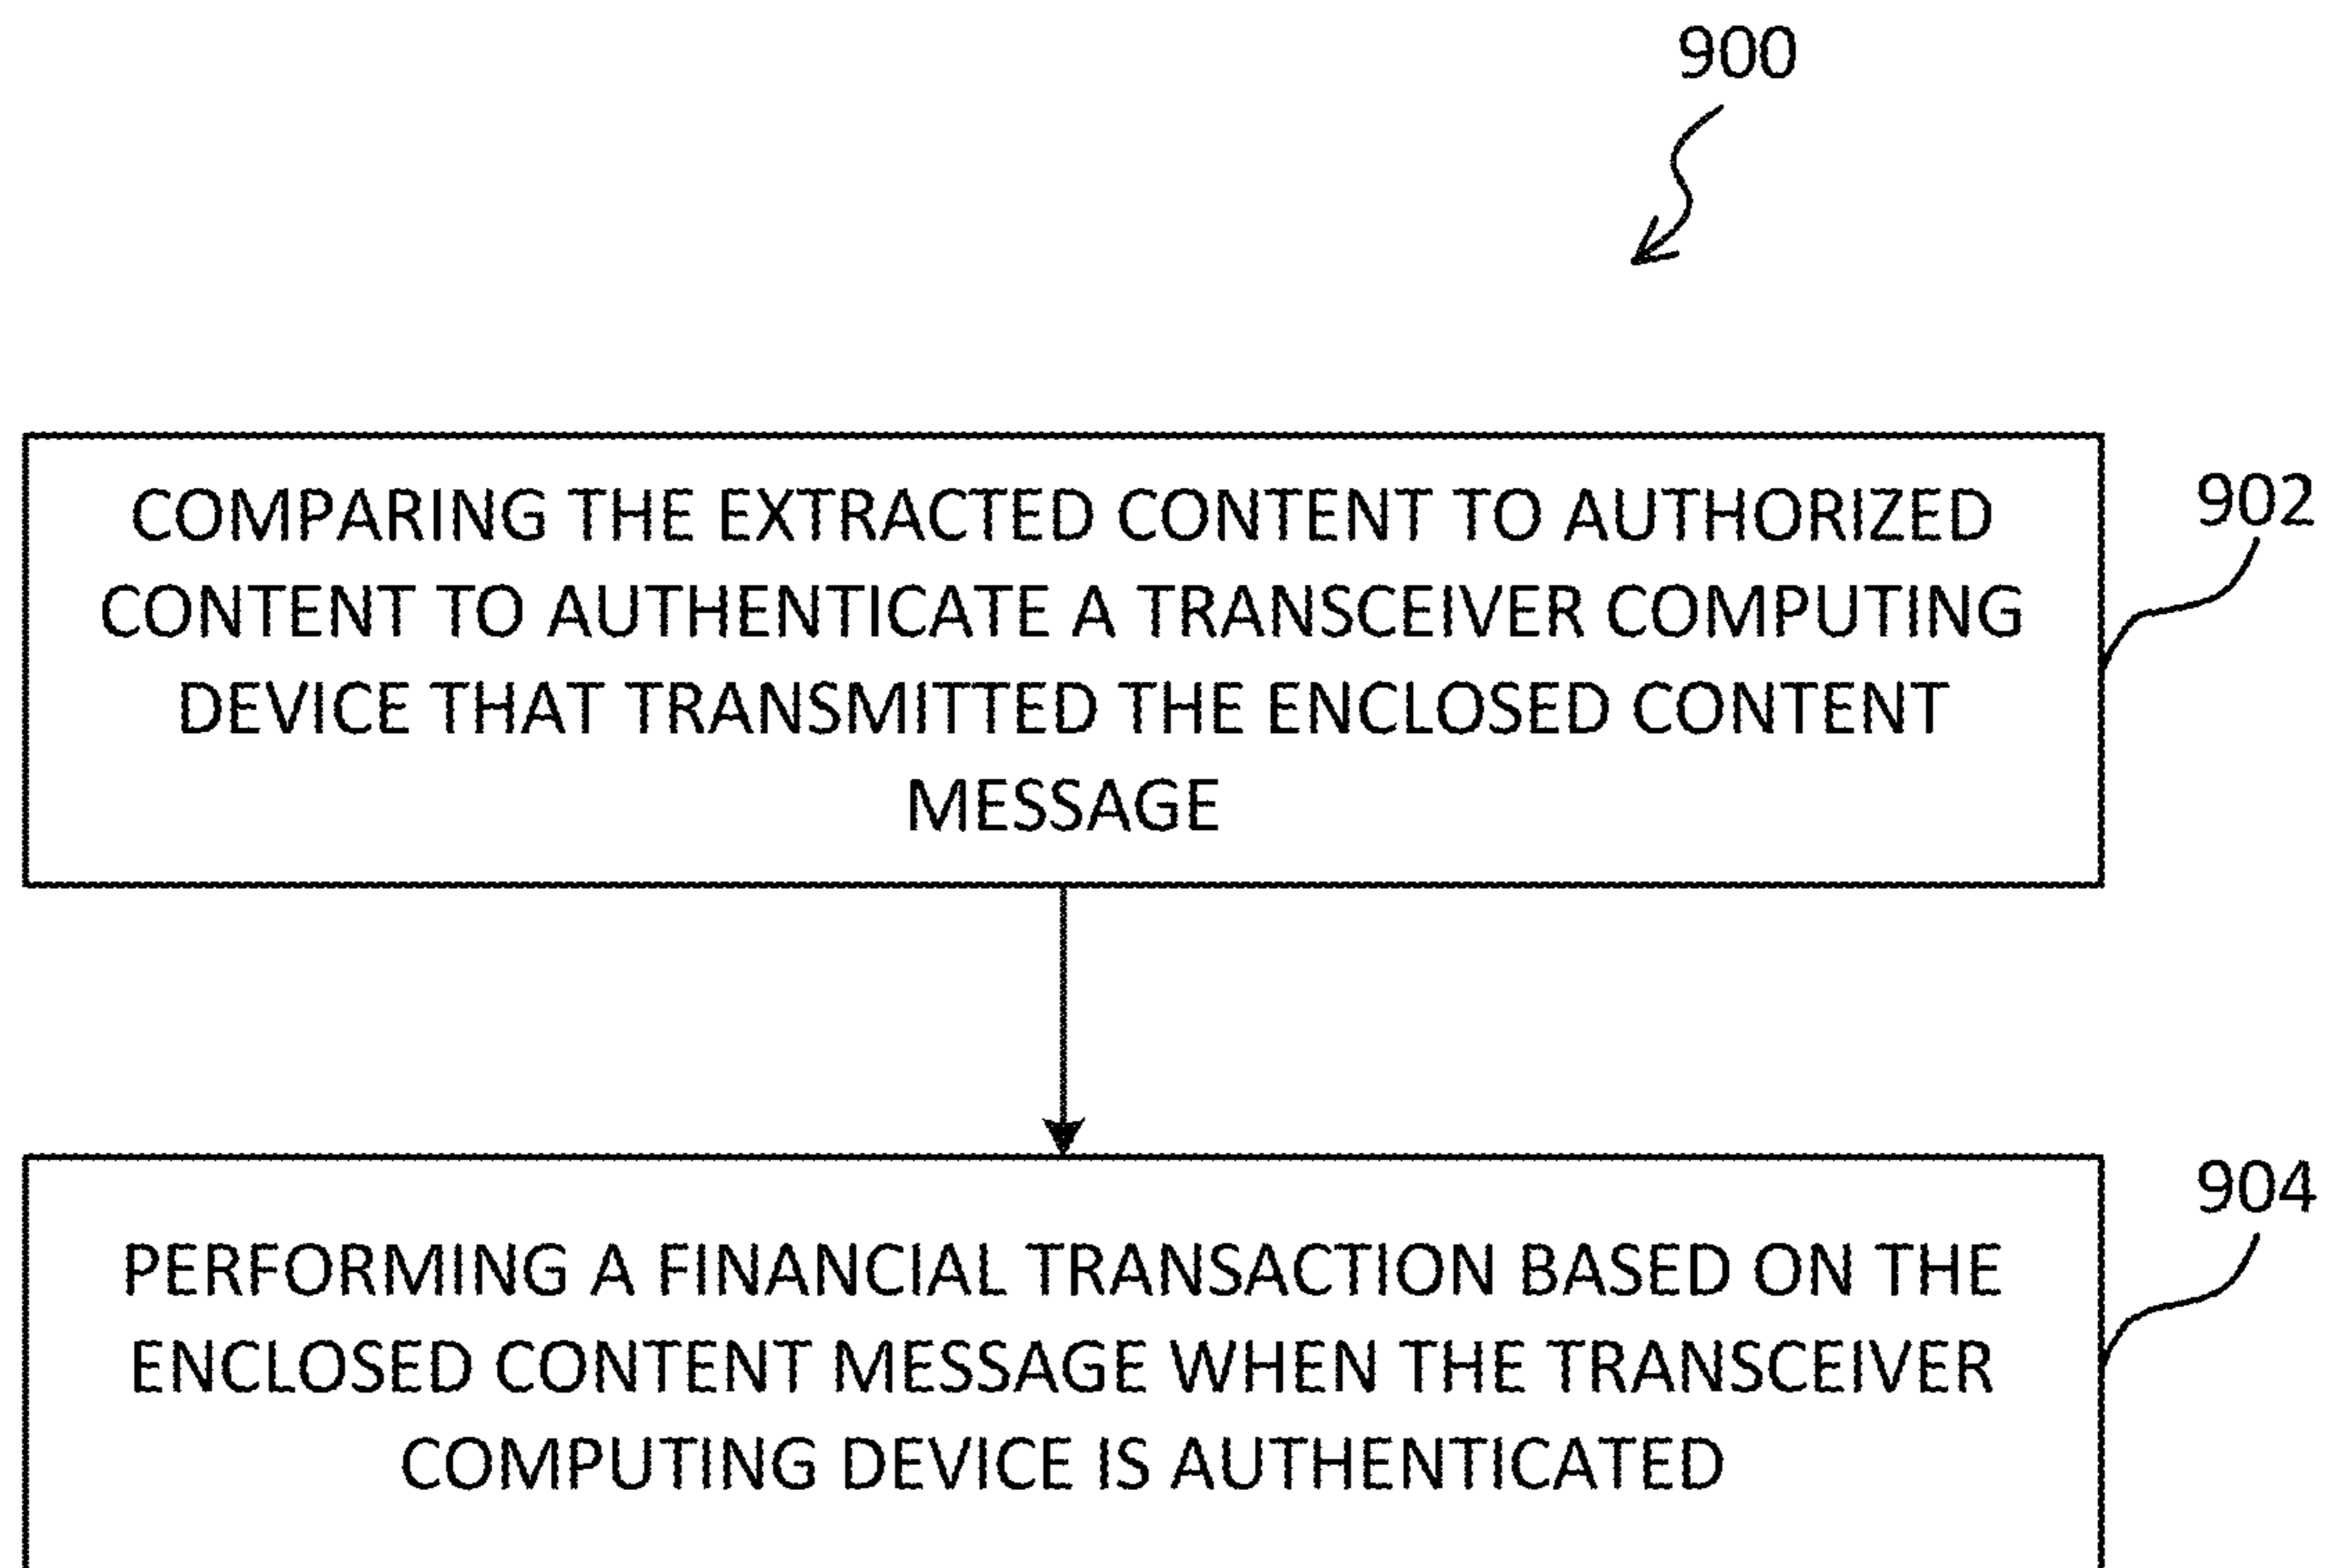 900
COMPARING THE EXTRACTED CONTENT TO AUTHORIZED
CONTENT TO AUTHENTICATE A TRANSCEIVER COMPUTING
DEVICE THAT TRANSMITTED THE ENCLOSED CONTENT
MESSAGE
902
PERFORMING A FINANCIAL TRANSACTION BASED ON THE
ENCLOSED CONTENT MESSAGE WHEN THE TRANSCEIVER
COMPUTING DEVICE IS AUTHENTICATED
904